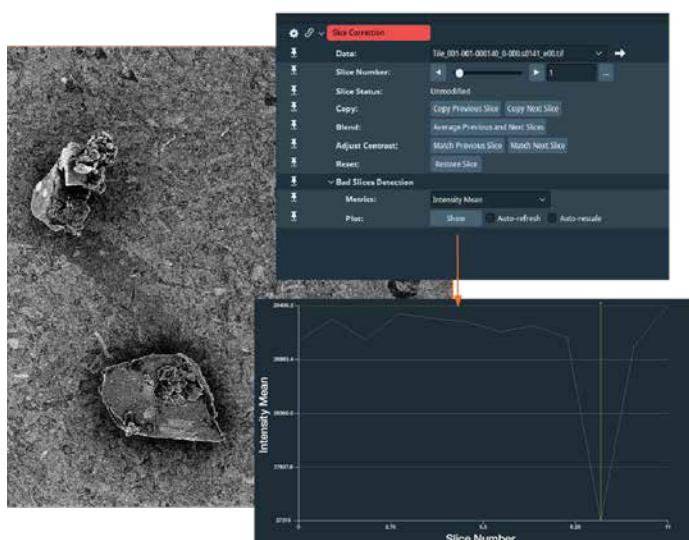 Slice Correction
Data: Tile_001-001-000140_0-000.s0141_e00.tif
Slice Number: 1 ...
Slice Status: Unmodified
Copy: Copy Previous Slice Copy Next Slice
Blend: Average Previous and Next Slices
Adjust Contrast: Match Previous Slice Match Next Slice
Reset: Restore Slice
Bad Slices Detection
Metrics: Intensity Mean
Plot: Show Auto-refresh Auto-rescale
Intensity Mean
0 11
Slice Number